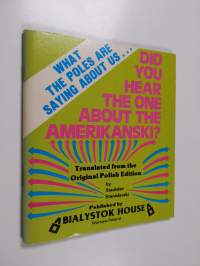 WHAT
THE POLES ARE
SAYING ABOUT US...
DID
YOU
HEAR
THE ONE
ABOUT THE
AMERIKANSKI?
Translated from the
Original Polish Edition
by
Stanislaw
Published by
BIALYSTOK HOUSE